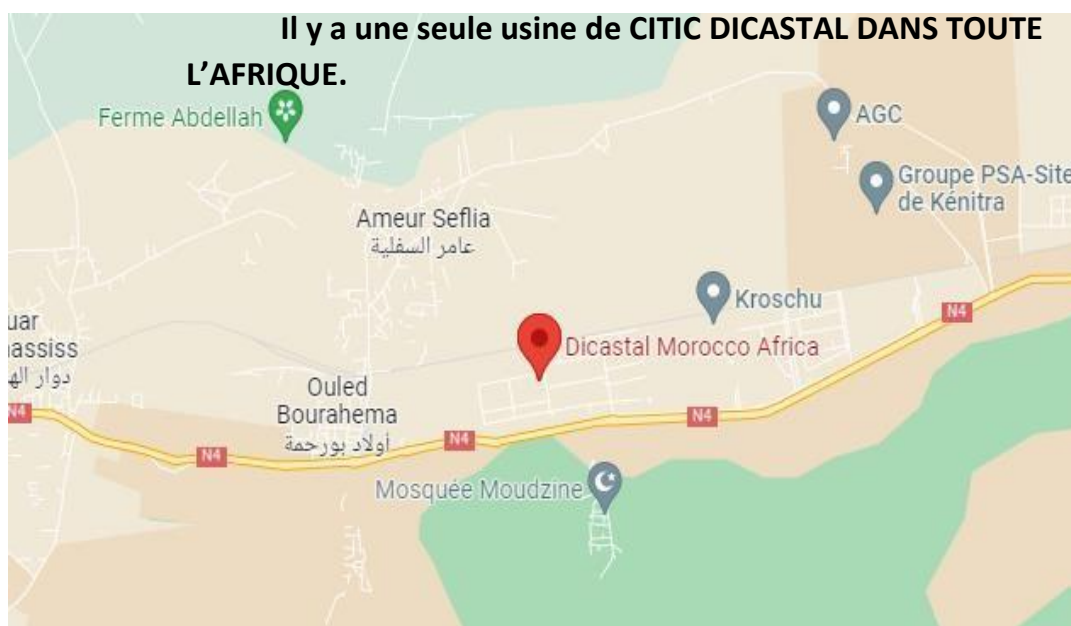 Il y a une seule usine de CITIC DICASTAL DANS TOUTE
L’AFRIQUE.
Ferme Abdellah
AGC
Groupe PSA-Site
de Kénitra
Ameur Seflia
عامر السفلية
Kroschu
N4
uar
assiss
دوار اله
Dicastal Morocco Africa
Ouled
Bourahema
أولاد بورحمة
N4
N4
N4
N4
Mosquée Moudzine